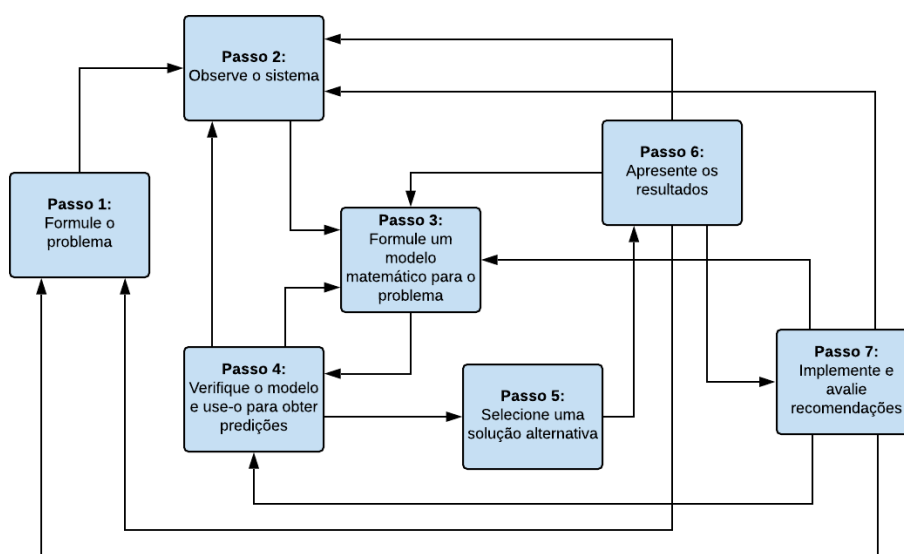 Passo 1:
Formule o
problema
Passo 2:
Observe o sistema
Passo 3:
Formule um
modelo
matemático para o
problema
Passo 4:
Verifique o modelo
e use-o para obter
predições
Passo 5:
Selecione uma
solução alternativa
Passo 6:
Apresente os
resultados
Passo 7:
Implemente e
avalie
recomendações